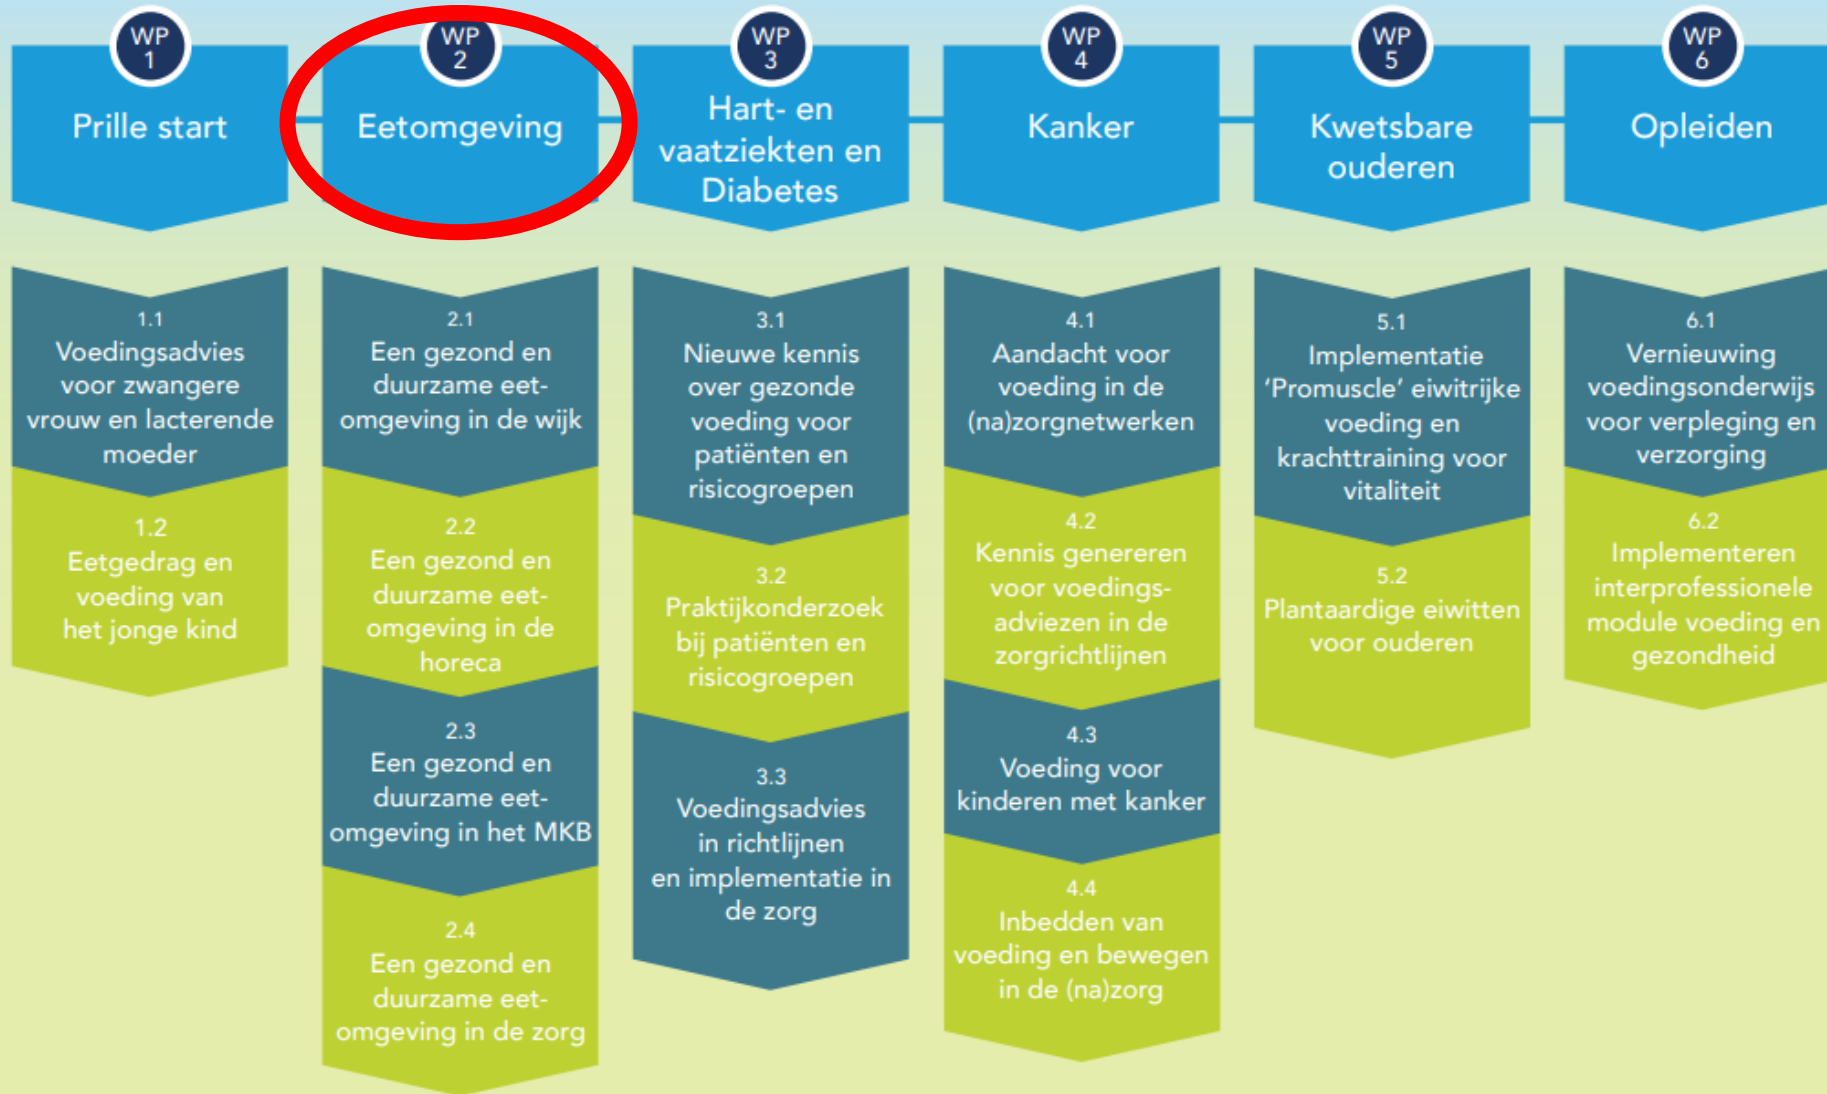 WP
1
Prille start
1.1
Voedingsadvies
voor zwangere
vrouw en lacterende
moeder
1.2
Eetgedrag en
voeding van
het jonge kind
WP
2
Eetomgeving
2.1
Een gezond en
duurzame eet-
omgeving in de wijk
2.2
Een gezond en
duurzame eet-
omgeving in de
horeca
2.3
Een gezond en
duurzame eet-
omgeving in het MKB
2.4
Een gezond en
duurzame eet-
omgeving in de zorg
WP
3
Hart- en
vaatziekten en
Diabetes
3.1
Nieuwe kennis
over gezonde
voeding voor
patiënten en
risicogroepen
3.2
Praktijkonderzoek
bij patiënten en
risicogroepen
3.3
Voedingsadvies
in richtlijnen
en implementatie in
de zorg
WP
4
Kanker
4.1
Aandacht voor
voeding in de
(na)zorgnetwerken
4.2
Kennis genereren
voor voedings-
adviezen in de
zorgrichtlijnen
4.3
Voeding voor
kinderen met kanker
4.4
Inbedden van
voeding en bewegen
in de (na)zorg
WP
5
Kwetsbare
ouderen
5.1
Implementatie
‘Promuscle’ eiwitrijke
voeding en
krachttraining voor
vitaliteit
5.2
Plantaardige eiwitten
voor ouderen
WP
6
Opleiden
6.1
Vernieuwing
voedingsonderwijs
voor verpleging en
verzorging
6.2
Implementeren
interprofessionele
module voeding en
gezondheid